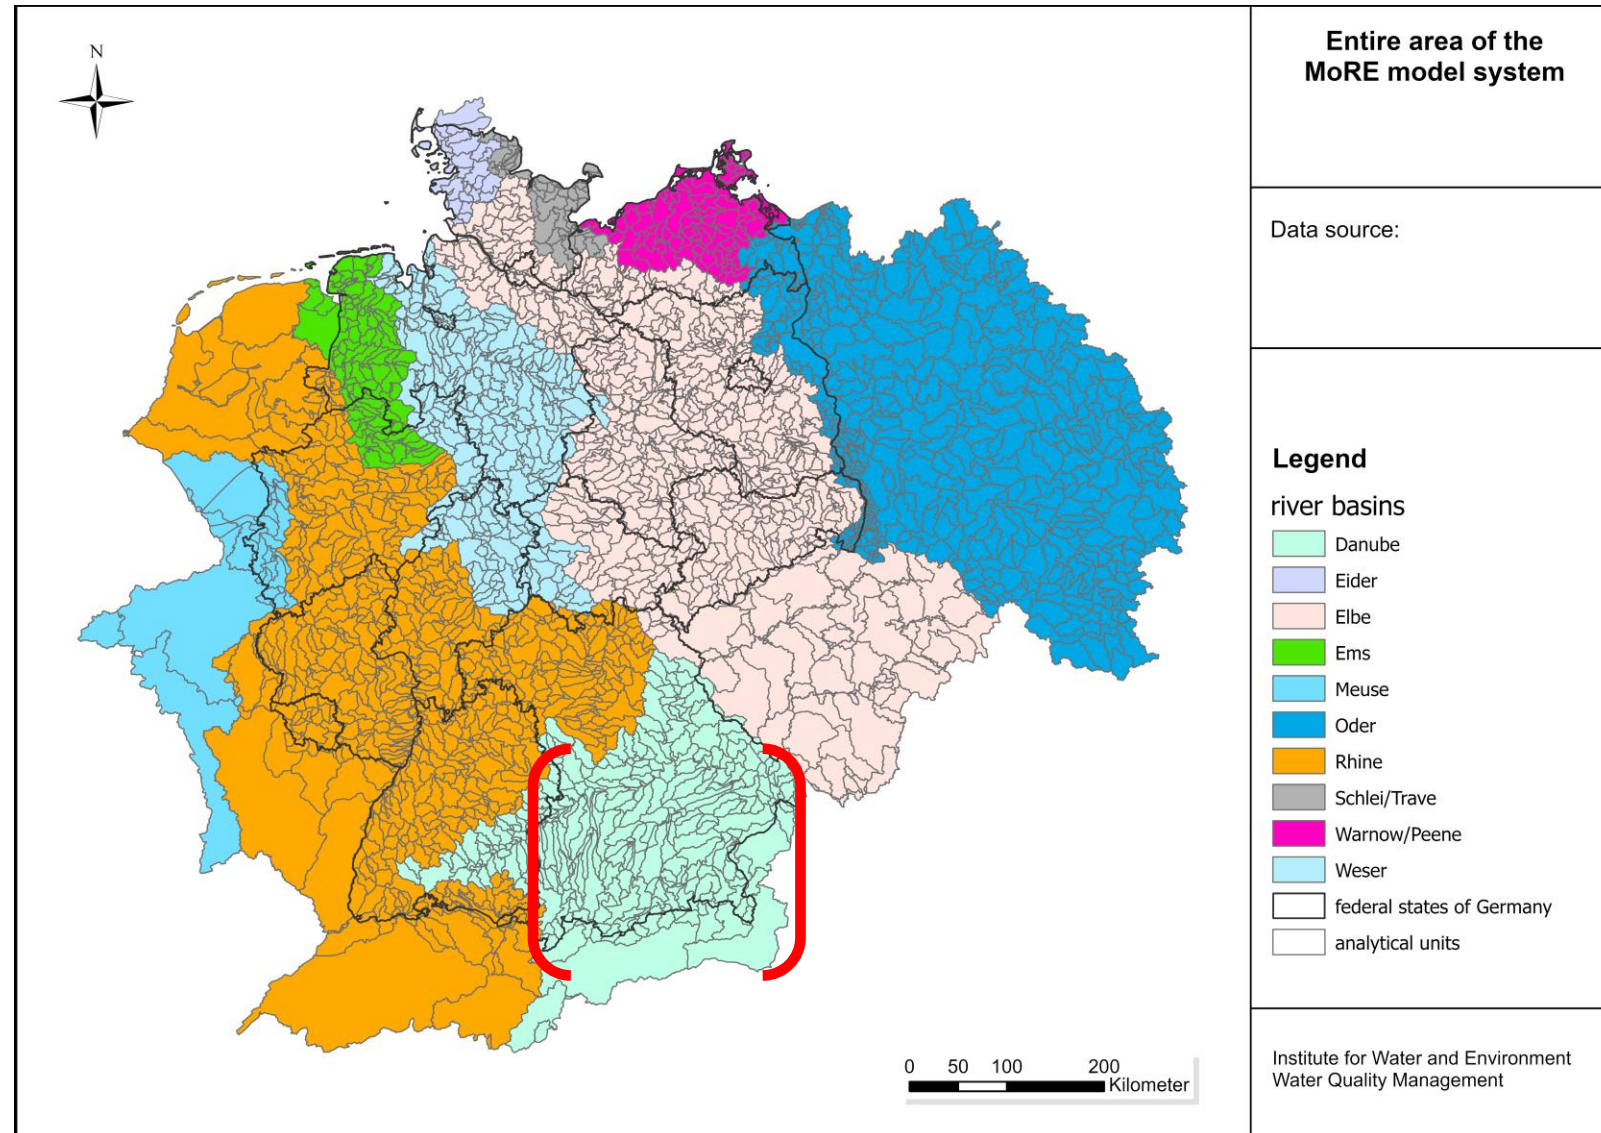 N
Entire area of the
MoRE model system
Data source:
Legend
river basins
Danube
Eider
Elbe
Ems
Meuse
Oder
Rhine
Schlei/Trave
Warnow/Peene
Weser
federal states of Germany
analytical units
0 50 100 200
Kilometer
Institute for Water and Environment
Water Quality Management